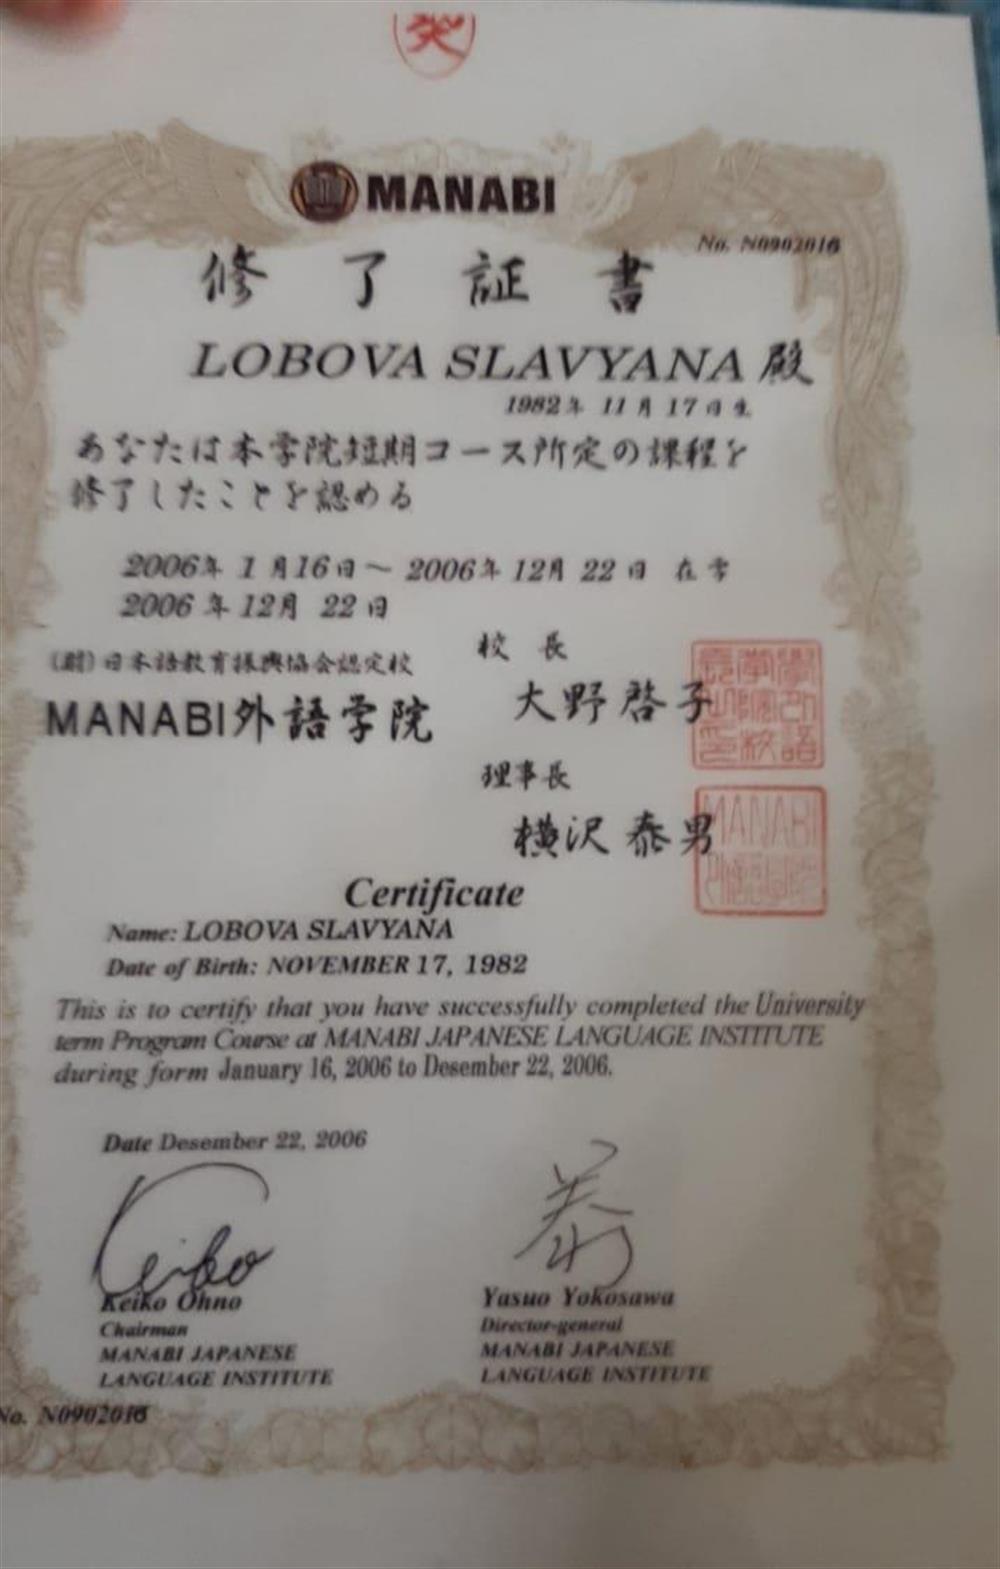 MANABI
No. N0902016
修了証書
LOBOVA SLAVYANA 殿
1982年 11月 17日生
あなたは本学院短期コース所定の課程を
修了したことを認める
2006年 1月16日～2006年12月 22日 在学
2006年12月 22日
(財)日本語教育振興協会認定校
MANABI外語学院
校長
大野啓子
理事長
横沢泰男
MANABI
外語学院
Certificate
Name: LOBOVA SLAVYANA
Date of Birth: NOVEMBER 17, 1982
This is to certify that you have successfully completed the University
term Program Course at MANABI JAPANESE LANGUAGE INSTITUTE
during form January 16, 2006 to Desember 22, 2006.
Date Desember 22, 2006
Keiko
Keiko Ohno
Chairman
MANABI JAPANESE
LANGUAGE INSTITUTE
Yasuo Yokosawa
Director-general
MANABI JAPANESE
LANGUAGE INSTITUTE
No. N0902016